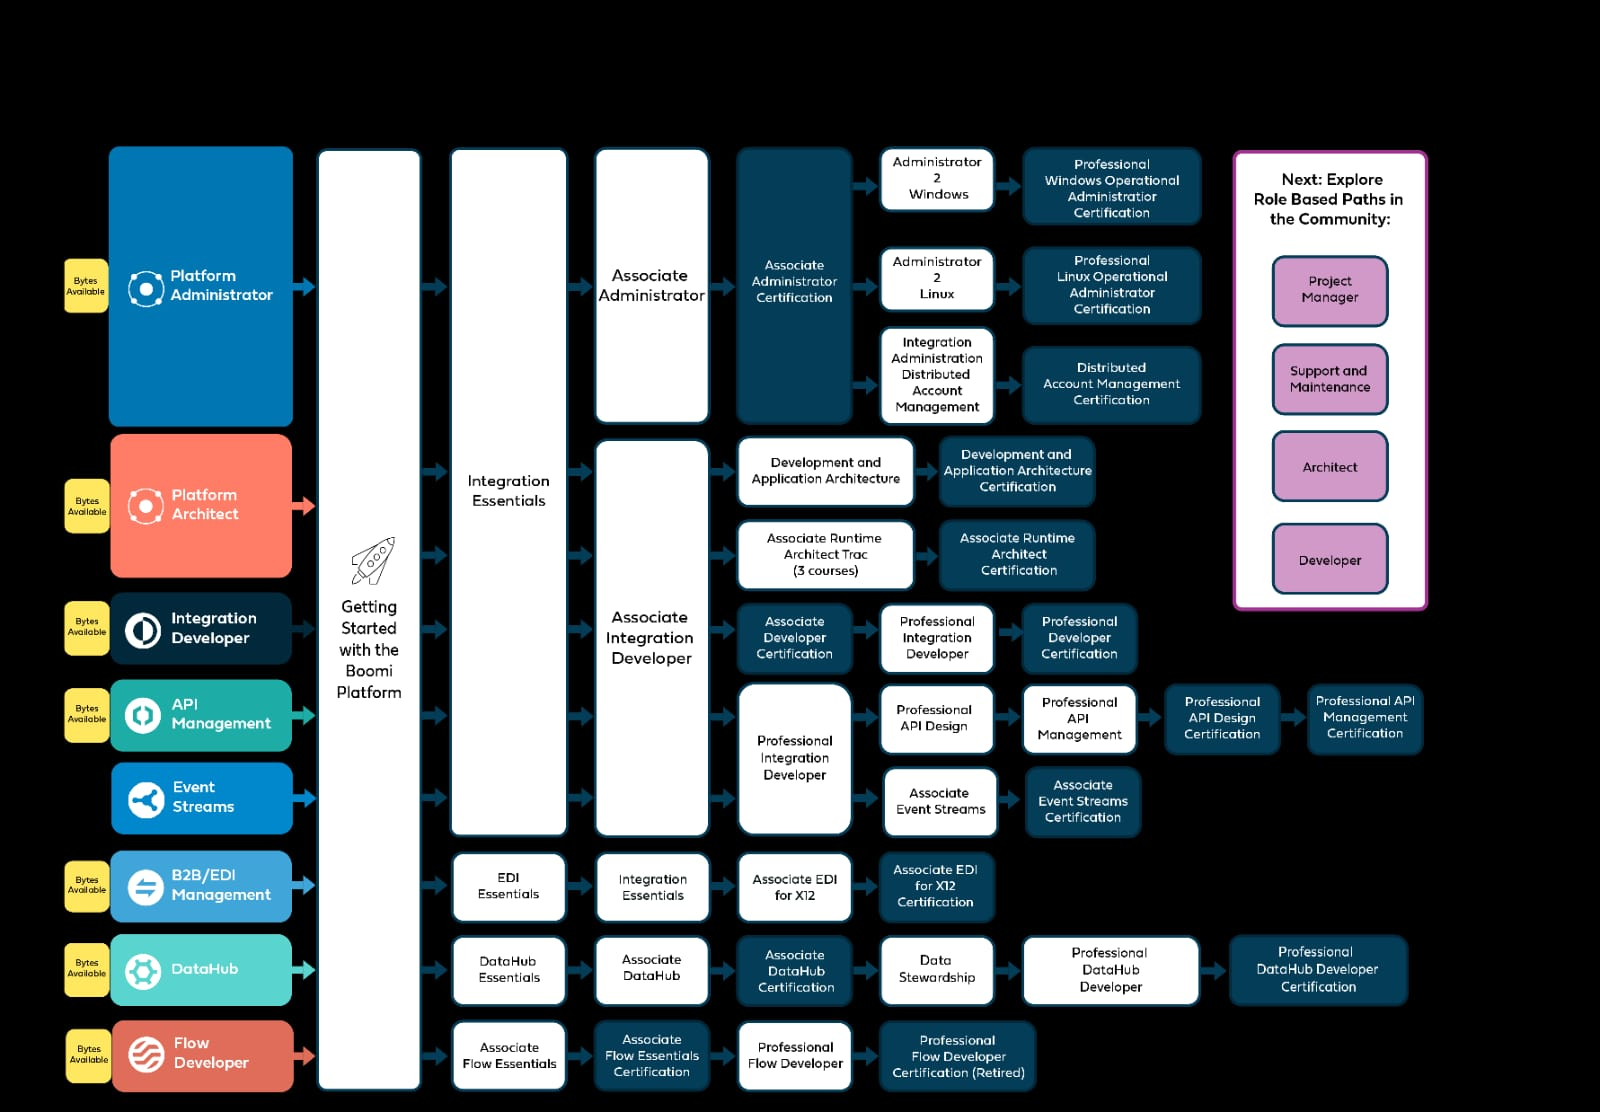 Bytes
Available
Platform
Administrator
Bytes
Available
Platform
Architect
Bytes
Available
Integration
Developer
Bytes
Available
API
Management
Event
Streams
Bytes
Available
B2B/EDI
Management
Bytes
Available
DataHub
Bytes
Available
Flow
Developer
Getting
Started
with the
Boomi
Platform
Integration
Essentials
Associate
Administrator
Associate
Administrator
Certification
Administrator
2
Windows
Professional
Windows Operational
Administratior
Certification
Administrator
2
Linux
Professional
Linux Operational
Administrator
Certification
Integration
Administration
Distributed
Account
Management
Distributed
Account Management
Certification
Associate
Integration
Developer
Development and
Application Architecture
Development and
Application Architecture
Certification
Associate Runtime
Architect Trac
(3 courses)
Associate Runtime
Architect
Certification
Associate
Developer
Certification
Professional
Integration
Developer
Professional
Developer
Certification
Professional
Integration
Developer
Professional
API Design
Professional
API
Management
Professional
API Design
Certification
Professional API
Management
Certification
Associate
Event Streams
Associate
Event Streams
Certification
EDI
Essentials
Integration
Essentials
Associate EDI
for X12
Associate EDI
for X12
Certification
DataHub
Essentials
Associate
DataHub
Associate
DataHub
Certification
Data
Stewardship
Professional
DataHub
Developer
Professional
DataHub Developer
Certification
Associate
Flow Essentials
Associate
Flow Essentials
Certification
Professional
Flow Developer
Professional
Flow Developer
Certification (Retired)
Next: Explore
Role Based Paths in
the Community:
Project
Manager
Support and
Maintenance
Architect
Developer